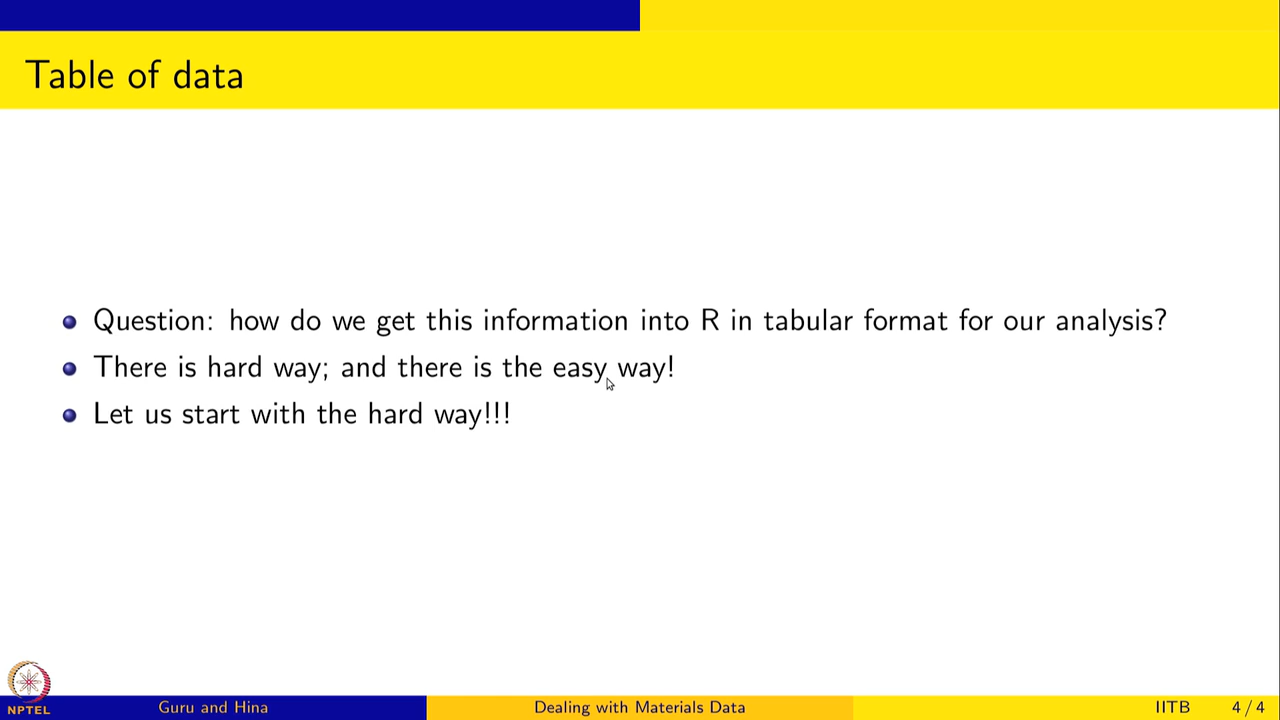 Table of data
Question: how do we get this information into R in tabular format for our analysis?
There is hard way; and there is the easy way!
Let us start with the hard way!!!
NPTEL
Guru and Hina
Dealing with Materials Data
IITB
4 / 4